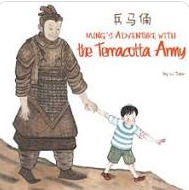 兵马俑
MING'S ADVENTURE WITH
the Terracotta Army